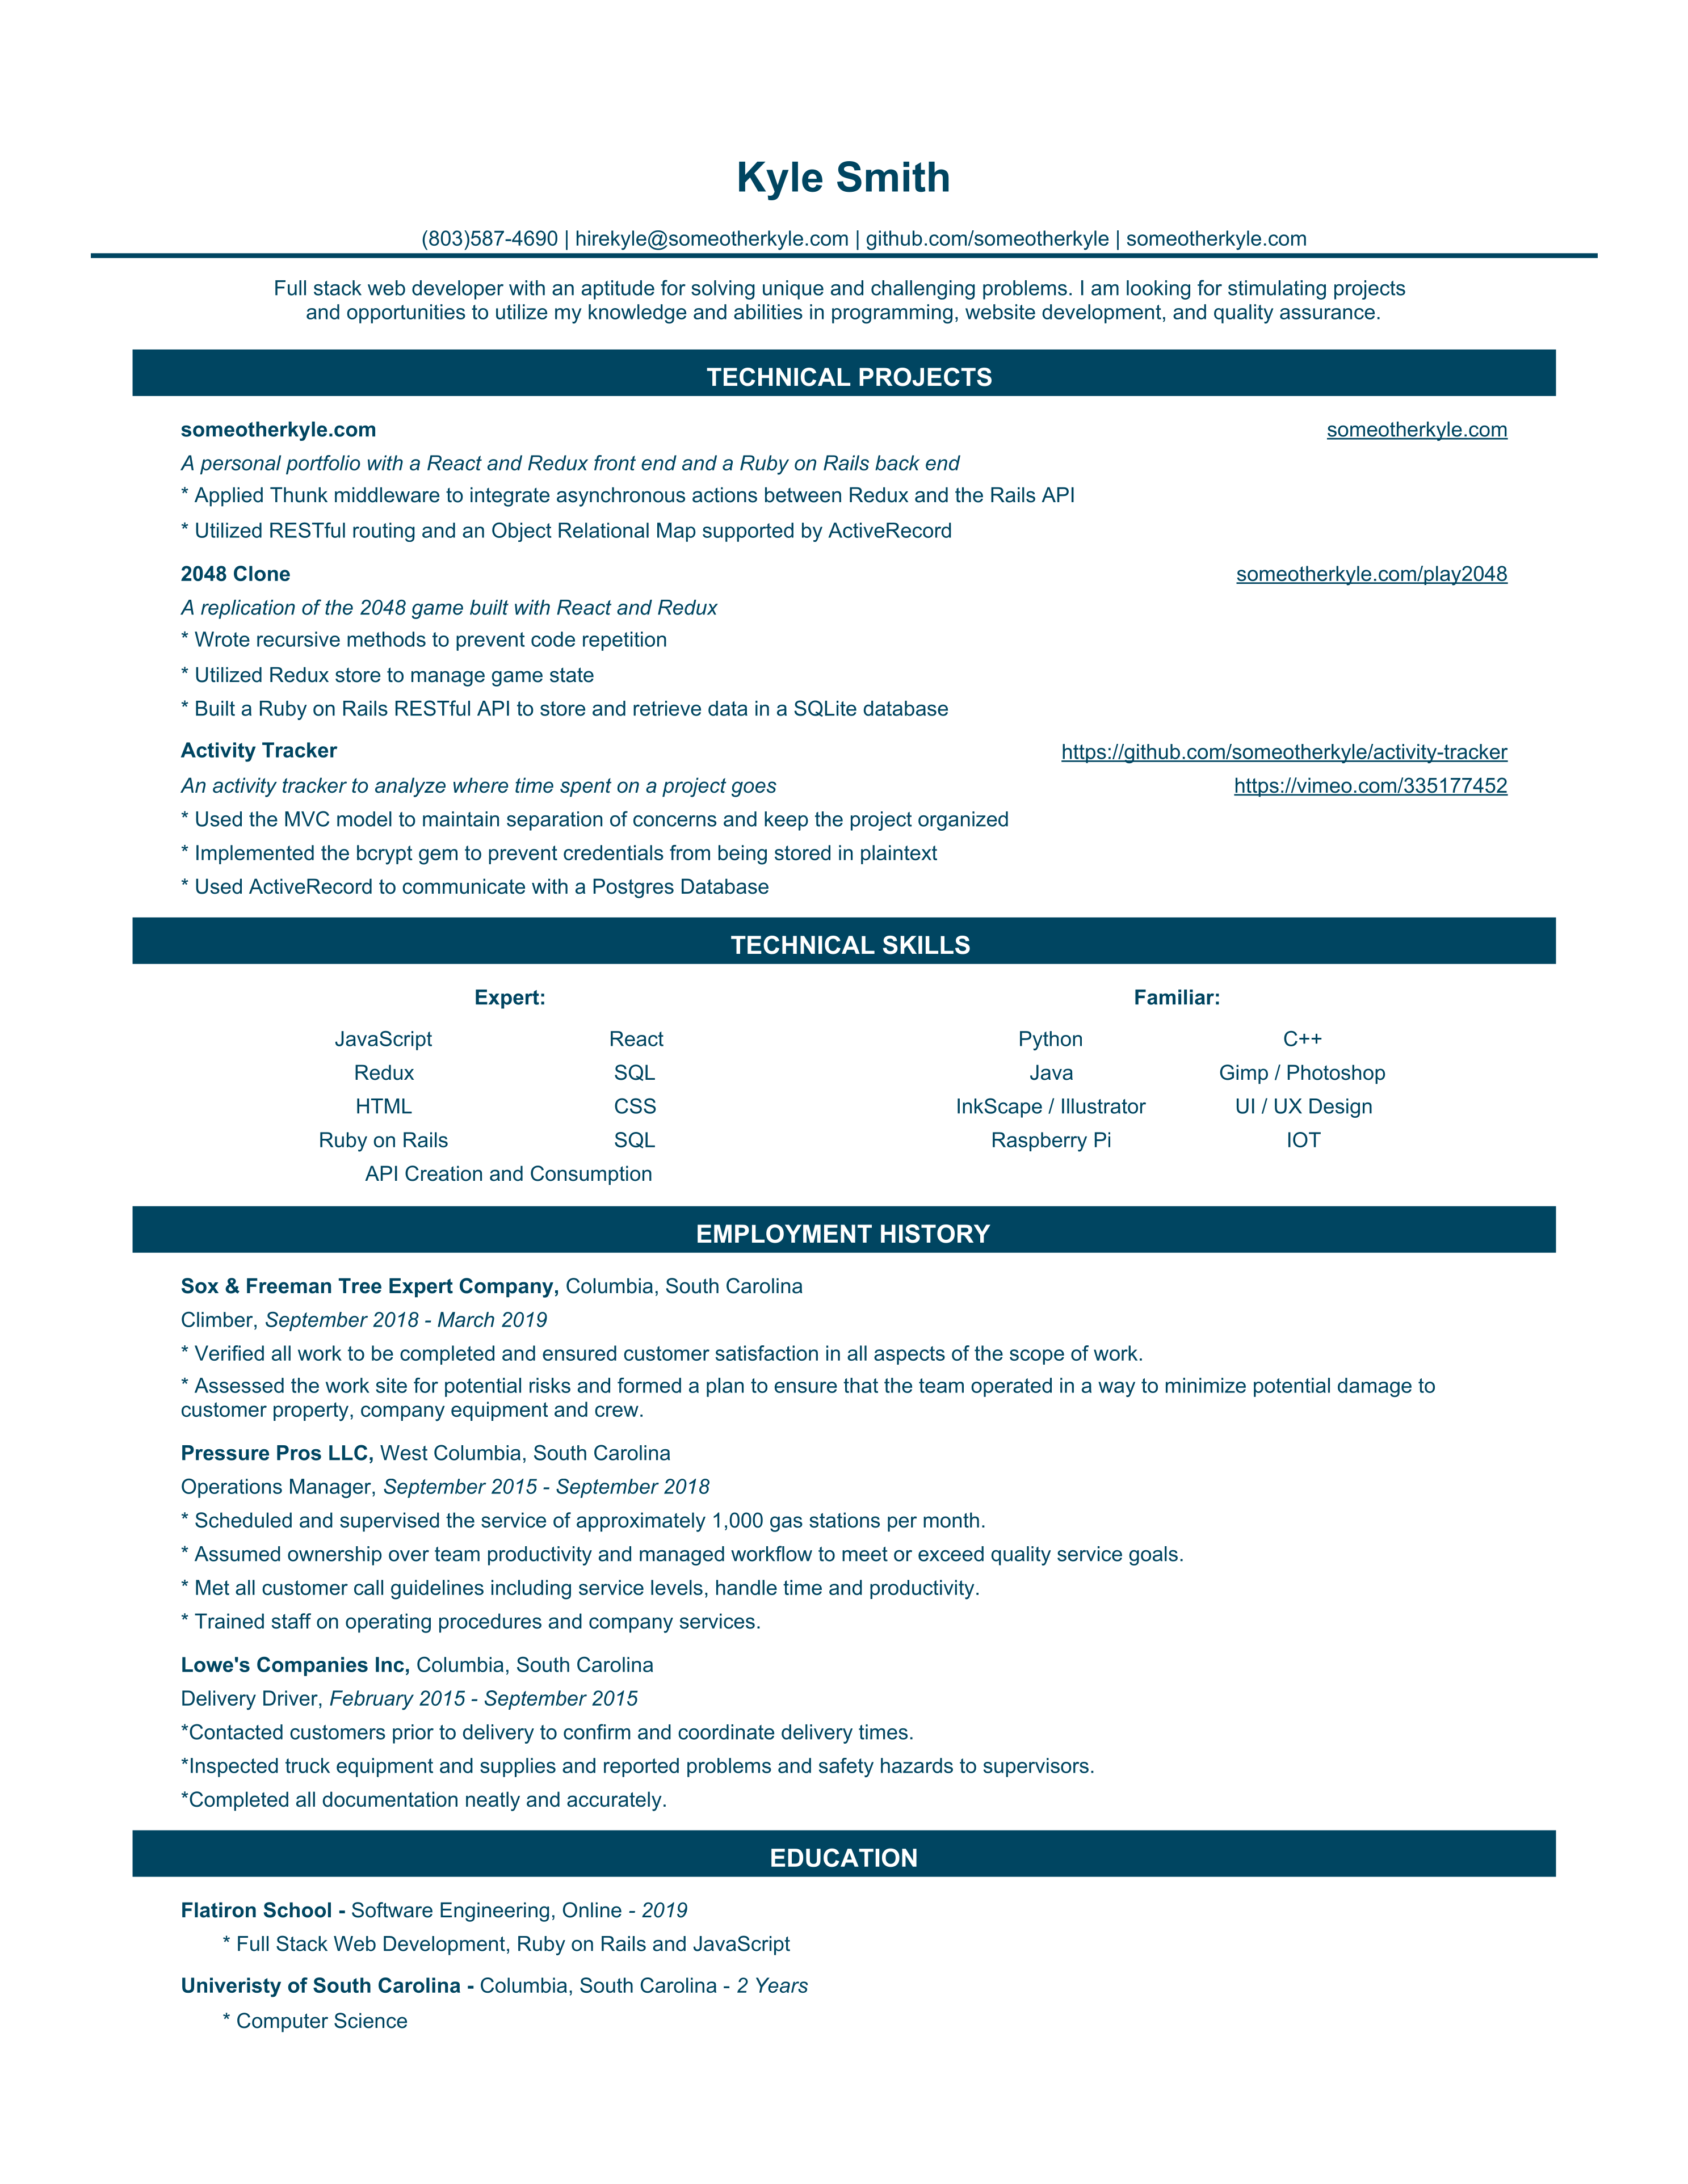 Kyle Smith
(803)587-4690 | hirekyle@someotherkyle.com | github.com/someotherkyle | someotherkyle.com
Full stack web developer with an aptitude for solving unique and challenging problems. I am looking for stimulating projects
and opportunities to utilize my knowledge and abilities in programming, website development, and quality assurance.
TECHNICAL PROJECTS
someotherkyle.com someotherkyle.com
A personal portfolio with a React and Redux front end and a Ruby on Rails back end
* Applied Thunk middleware to integrate asynchronous actions between Redux and the Rails API
* Utilized RESTful routing and an Object Relational Map supported by ActiveRecord
2048 Clone someotherkyle.com/play2048
A replication of the 2048 game built with React and Redux
* Wrote recursive methods to prevent code repetition
* Utilized Redux store to manage game state
* Built a Ruby on Rails RESTful API to store and retrieve data in a SQLite database
Activity Tracker https://github.com/someotherkyle/activity-tracker
An activity tracker to analyze where time spent on a project goes https://vimeo.com/335177452
* Used the MVC model to maintain separation of concerns and keep the project organized
* Implemented the bcrypt gem to prevent credentials from being stored in plaintext
* Used ActiveRecord to communicate with a Postgres Database
TECHNICAL SKILLS
Expert: Familiar:
JavaScript React Python C++
Redux SQL Java Gimp / Photoshop
HTML CSS InkScape / Illustrator UI / UX Design
Ruby on Rails SQL Raspberry Pi IOT
API Creation and Consumption
EMPLOYMENT HISTORY
Sox & Freeman Tree Expert Company, Columbia, South Carolina
Climber, September 2018 - March 2019
* Verified all work to be completed and ensured customer satisfaction in all aspects of the scope of work.
* Assessed the work site for potential risks and formed a plan to ensure that the team operated in a way to minimize potential damage to
customer property, company equipment and crew.
Pressure Pros LLC, West Columbia, South Carolina
Operations Manager, September 2015 - September 2018
* Scheduled and supervised the service of approximately 1,000 gas stations per month.
* Assumed ownership over team productivity and managed workflow to meet or exceed quality service goals.
* Met all customer call guidelines including service levels, handle time and productivity.
* Trained staff on operating procedures and company services.
Lowe's Companies Inc, Columbia, South Carolina
Delivery Driver, February 2015 - September 2015
*Contacted customers prior to delivery to confirm and coordinate delivery times.
*Inspected truck equipment and supplies and reported problems and safety hazards to supervisors.
*Completed all documentation neatly and accurately.
EDUCATION
Flatiron School - Software Engineering, Online - 2019
* Full Stack Web Development, Ruby on Rails and JavaScript
Univeristy of South Carolina - Columbia, South Carolina - 2 Years
* Computer Science